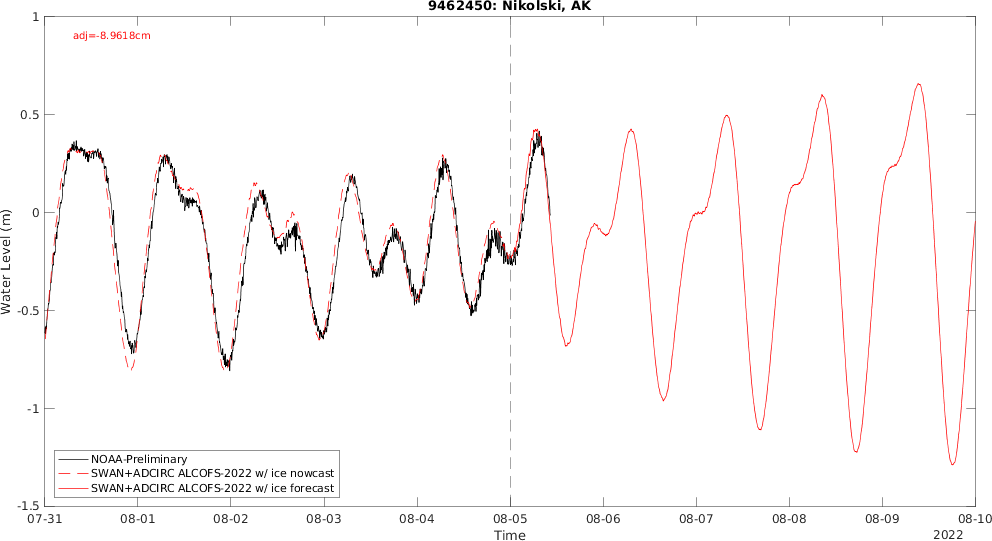 9462450: Nikolski, AK
adj=-8.9618cm
Water Level (m)
1
0.5
0
-0.5
-1
-1.5
NOAA-Preliminary
SWAN+ADCIRC ALCOFS-2022 w/ ice nowcast
SWAN+ADCIRC ALCOFS-2022 w/ ice forecast
07-31 08-01 08-02 08-03 08-04 08-05 08-06 08-07 08-08 08-09 08-10
Time
2022